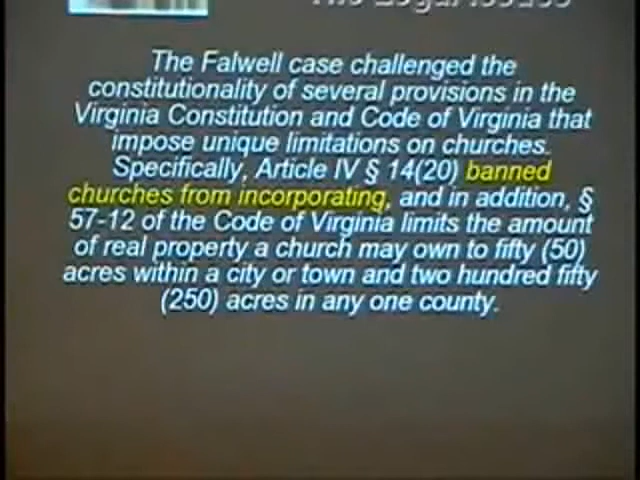 The Legal Issues
The Falwell case challenged the
constitutionality of several provisions in the
Virginia Constitution and Code of Virginia that
impose unique limitations on churches.
Specifically, Article IV § 14(20) banned
churches from incorporating, and in addition, §
57-12 of the Code of Virginia limits the amount
of real property a church may own to fifty (50)
acres within a city or town and two hundred fifty
(250) acres in any one county.